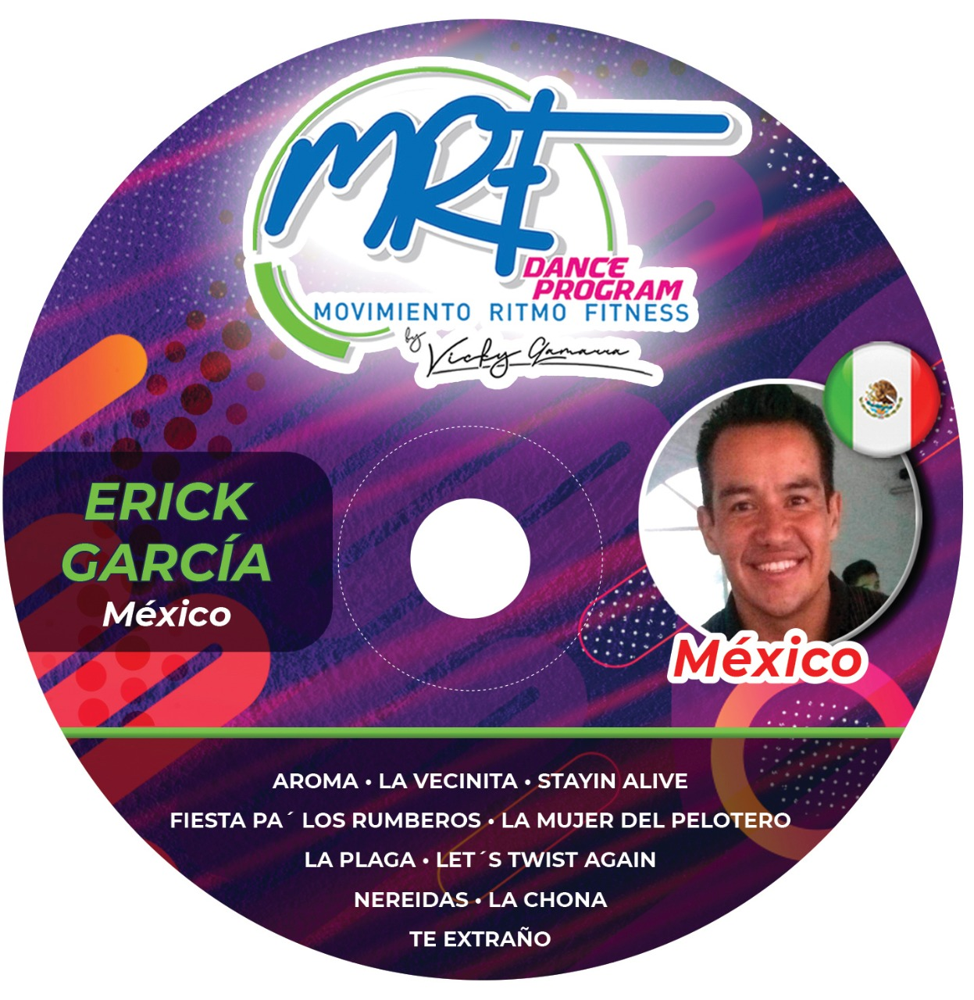 MRF
DANCE
PROGRAM
MOVIMIENTO RITMO FITNESS
by Vicky Gamarra
ERICK
GARCÍA
México
México
AROMA • LA VECINITA • STAYIN ALIVE
FIESTA PA´ LOS RUMBEROS • LA MUJER DEL PELOTERO
LA PLAGA • LET´S TWIST AGAIN
NEREIDAS • LA CHONA
TE EXTRAÑO